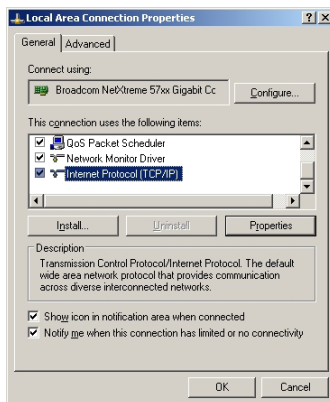 Local Area Connection Properties
General
Advanced
Connect using:
Broadcom NetXtreme 57xx Gigabit Cc
Configure...
This connection uses the following items:
QoS Packet Scheduler
Network Monitor Driver
Internet Protocol (TCP/IP)
Install...
Uninstall
Properties
Description
Transmission Control Protocol/Internet Protocol. The default
wide area network protocol that provides communication
across diverse interconnected networks.
Show icon in notification area when connected
Notify me when this connection has limited or no connectivity
OK
Cancel